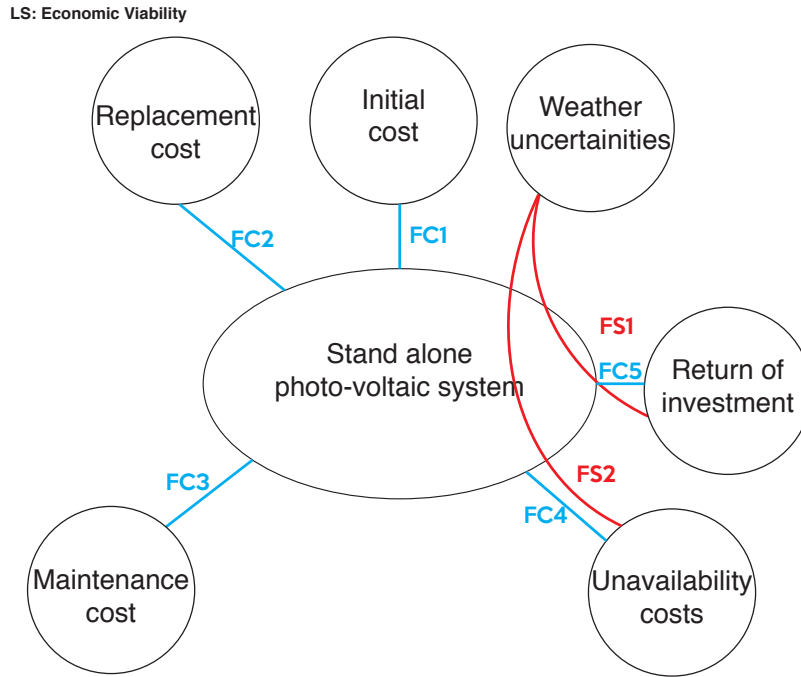 LS: Economic Viability
Replacement
cost
Initial
cost
Weather
uncertainities
FC2
FC1
FS1
Stand alone
photo-voltaic system
FC5
Return of
investment
FC3
FS2
FC4
Maintenance
cost
Unavailability
costs